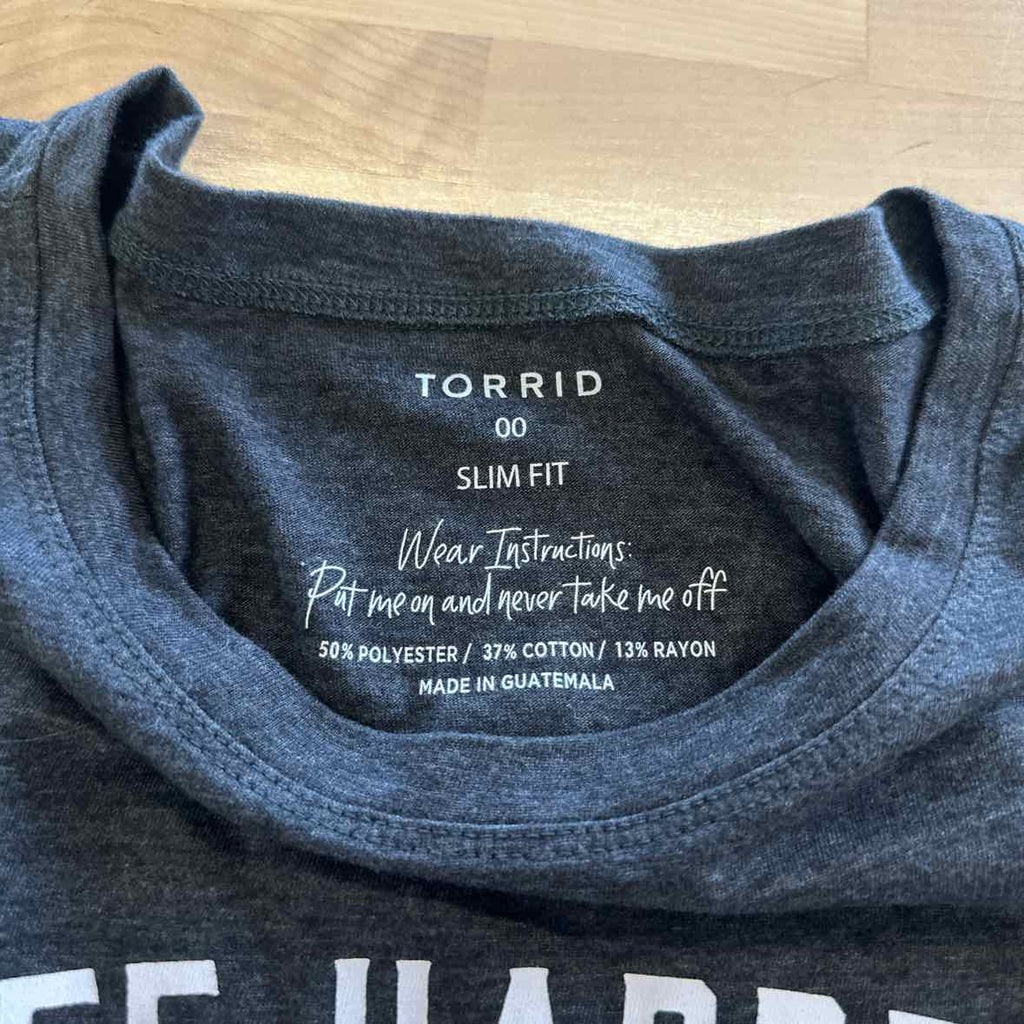 TORRID
00
SLIM FIT
Wear Instructions:
Put me on and never take me off
50% POLYESTER / 37% COTTON / 13% RAYON
MADE IN GUATEMALA